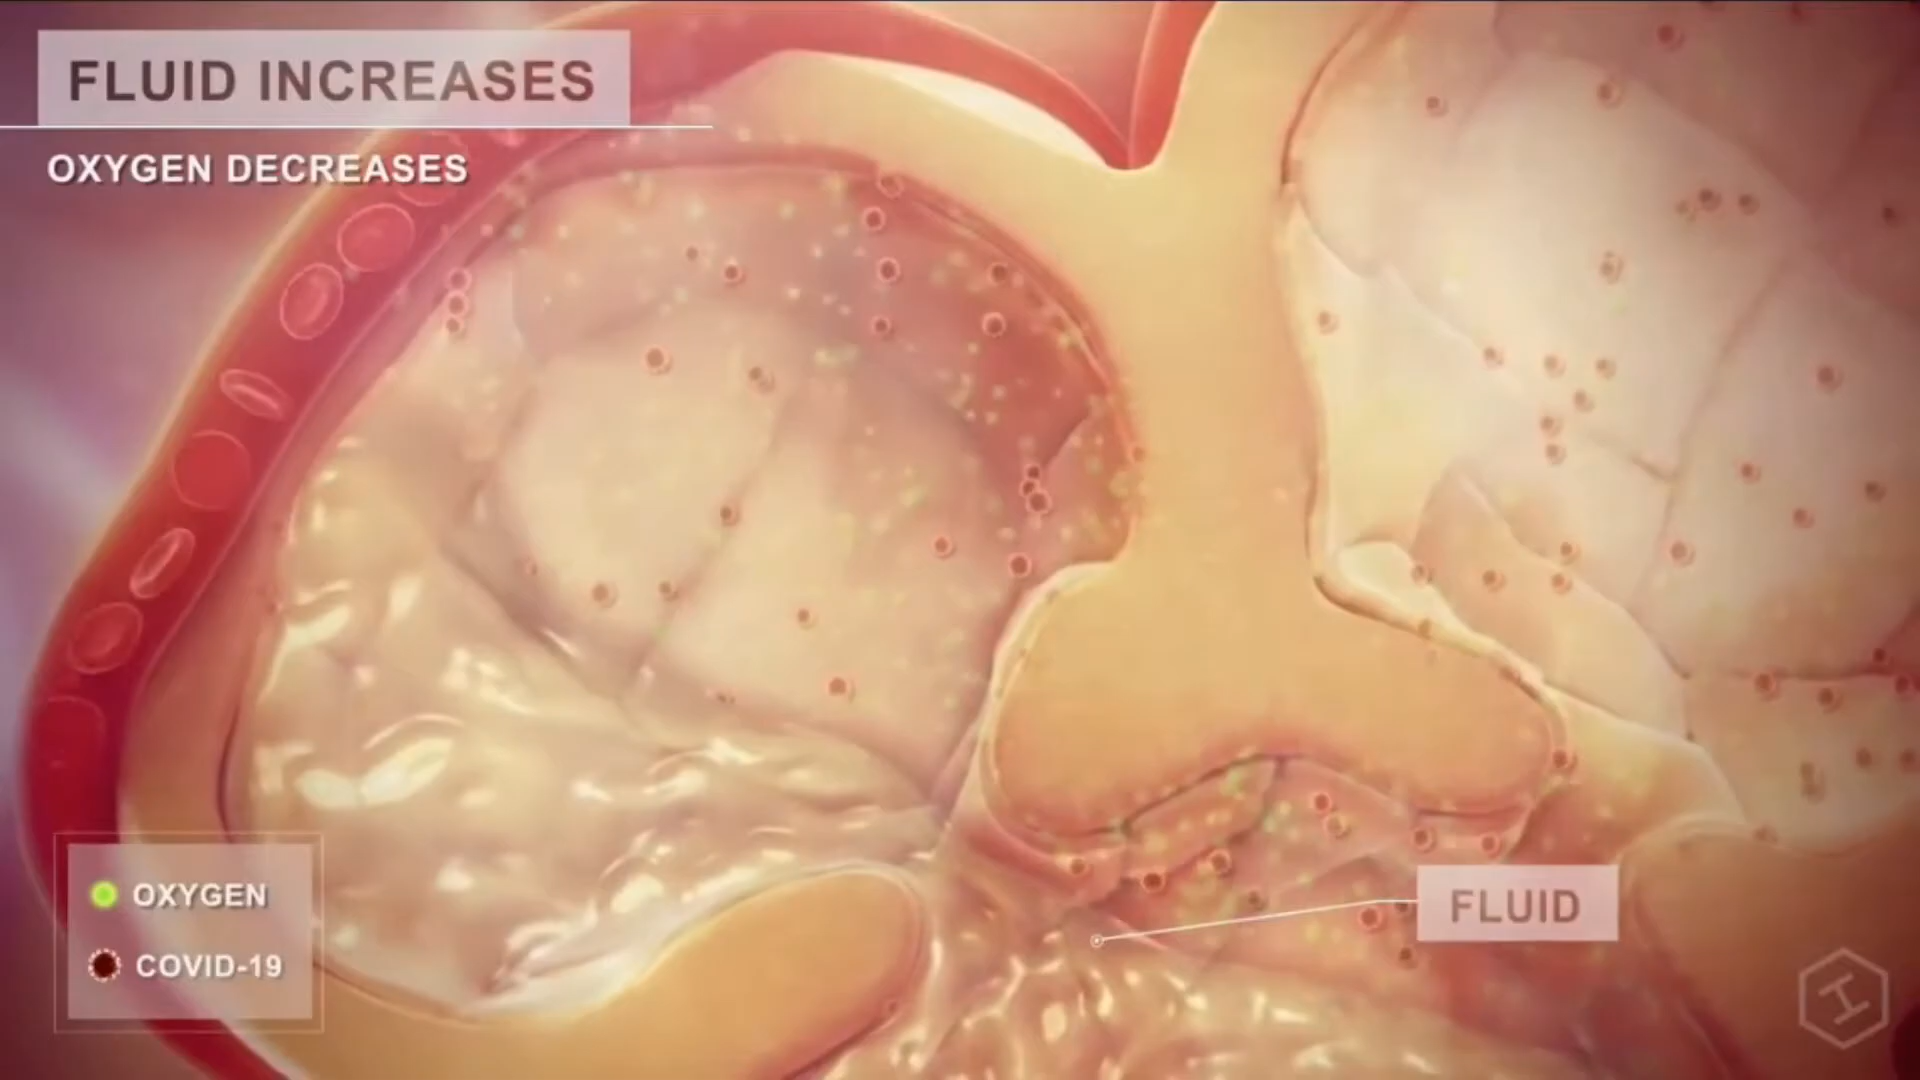 FLUID INCREASES
OXYGEN DECREASES
OXYGEN
COVID-19
FLUID